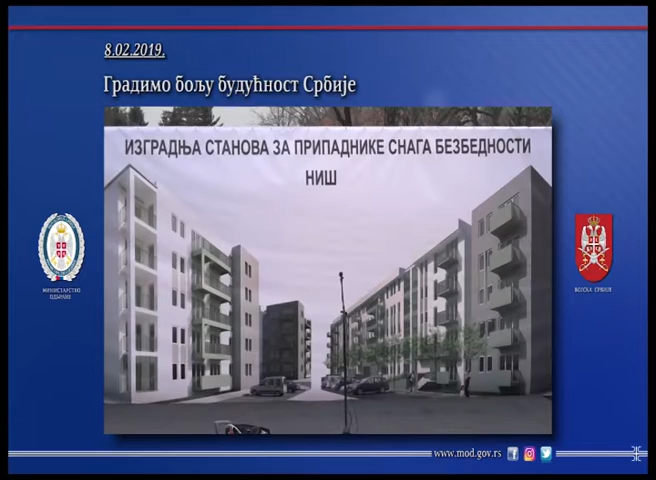 8.02.2019.
Градимо бољу будућност Србије
ИЗГРАДЊА СТАНОВА ЗА ПРИПАДНИКЕ СНАГА БЕЗБЕДНОСТИ
НИШ
МИНИСТАРСТВО
ОДБРАНЕ
ВОЈСКА СРБИЈЕ
www.mod.gov.rs